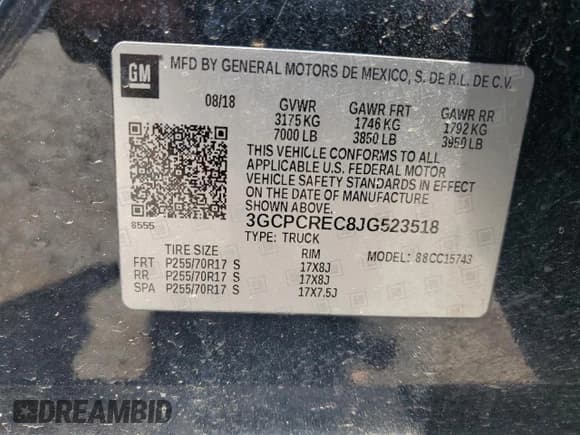 GM
MFD BY GENERAL MOTORS DE MEXICO, S. DE R.L. DE C.V.
08/18 GVWR GAWR FRT GAWR RR
3175 KG 1746 KG 1792 KG
7000 LB 3850 LB 3950 LB
THIS VEHICLE CONFORMS TO ALL
APPLICABLE U.S. FEDERAL MOTOR
VEHICLE SAFETY STANDARDS IN EFFECT
ON THE DATE OF MANUFACTURE
SHOWN ABOVE.
8555 3GCPCREC8JG523518
TYPE: TRUCK
TIRE SIZE RIM MODEL: 88CC15743
FRT P255/70R17 S 17X8J
RR P255/70R17 S 17X8J
SPA P255/70R17 S 17X7.5J
DREAMBID